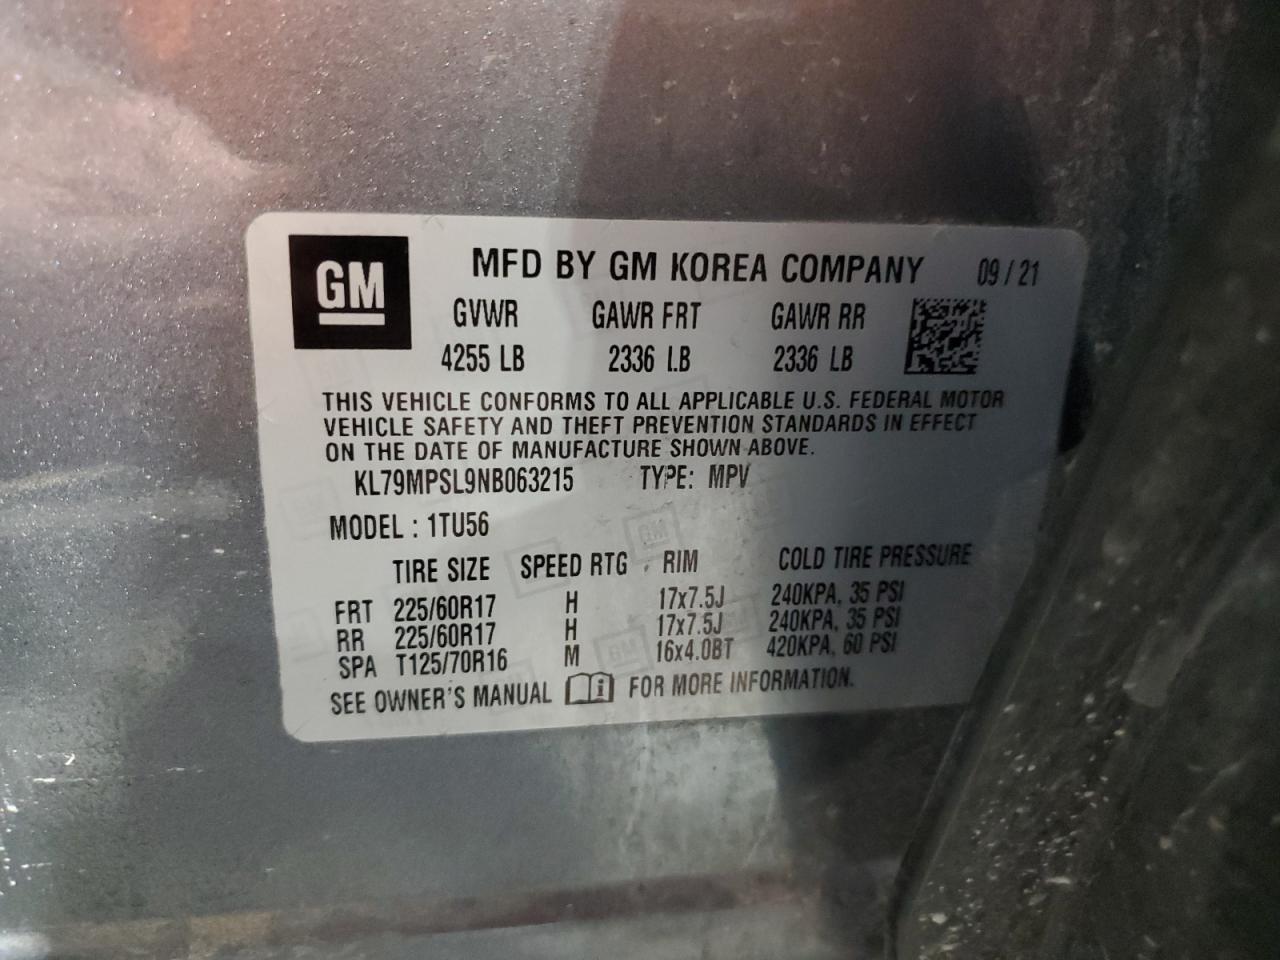 GM
MFD BY GM KOREA COMPANY 09 / 21
GVWR GAWR FRT GAWR RR
4255 LB 2336 LB 2336 LB
THIS VEHICLE CONFORMS TO ALL APPLICABLE U.S. FEDERAL MOTOR
VEHICLE SAFETY AND THEFT PREVENTION STANDARDS IN EFFECT
ON THE DATE OF MANUFACTURE SHOWN ABOVE.
KL79MPSL9NB063215 TYPE: MPV
MODEL : 1TU56
TIRE SIZE SPEED RTG RIM COLD TIRE PRESSURE
FRT 225/60R17 H 17x7.5J 240KPA, 35 PSI
RR 225/60R17 H 17x7.5J 240KPA, 35 PSI
SPA T125/70R16 M 16x4.0BT 420KPA, 60 PSI
SEE OWNER'S MANUAL FOR MORE INFORMATION.